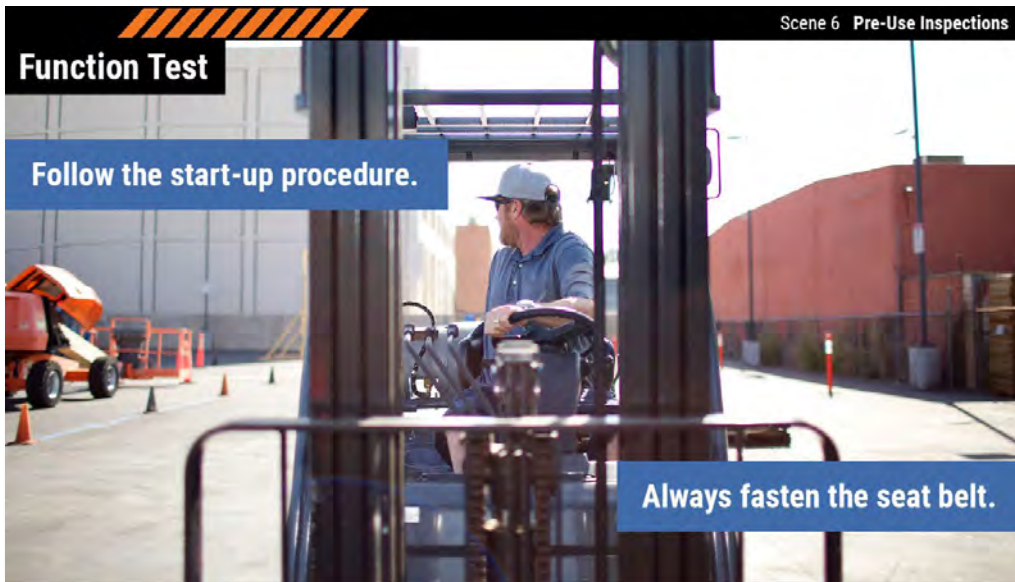 Scene 6 Pre-Use Inspections
Function Test
Follow the start-up procedure.
Always fasten the seat belt.